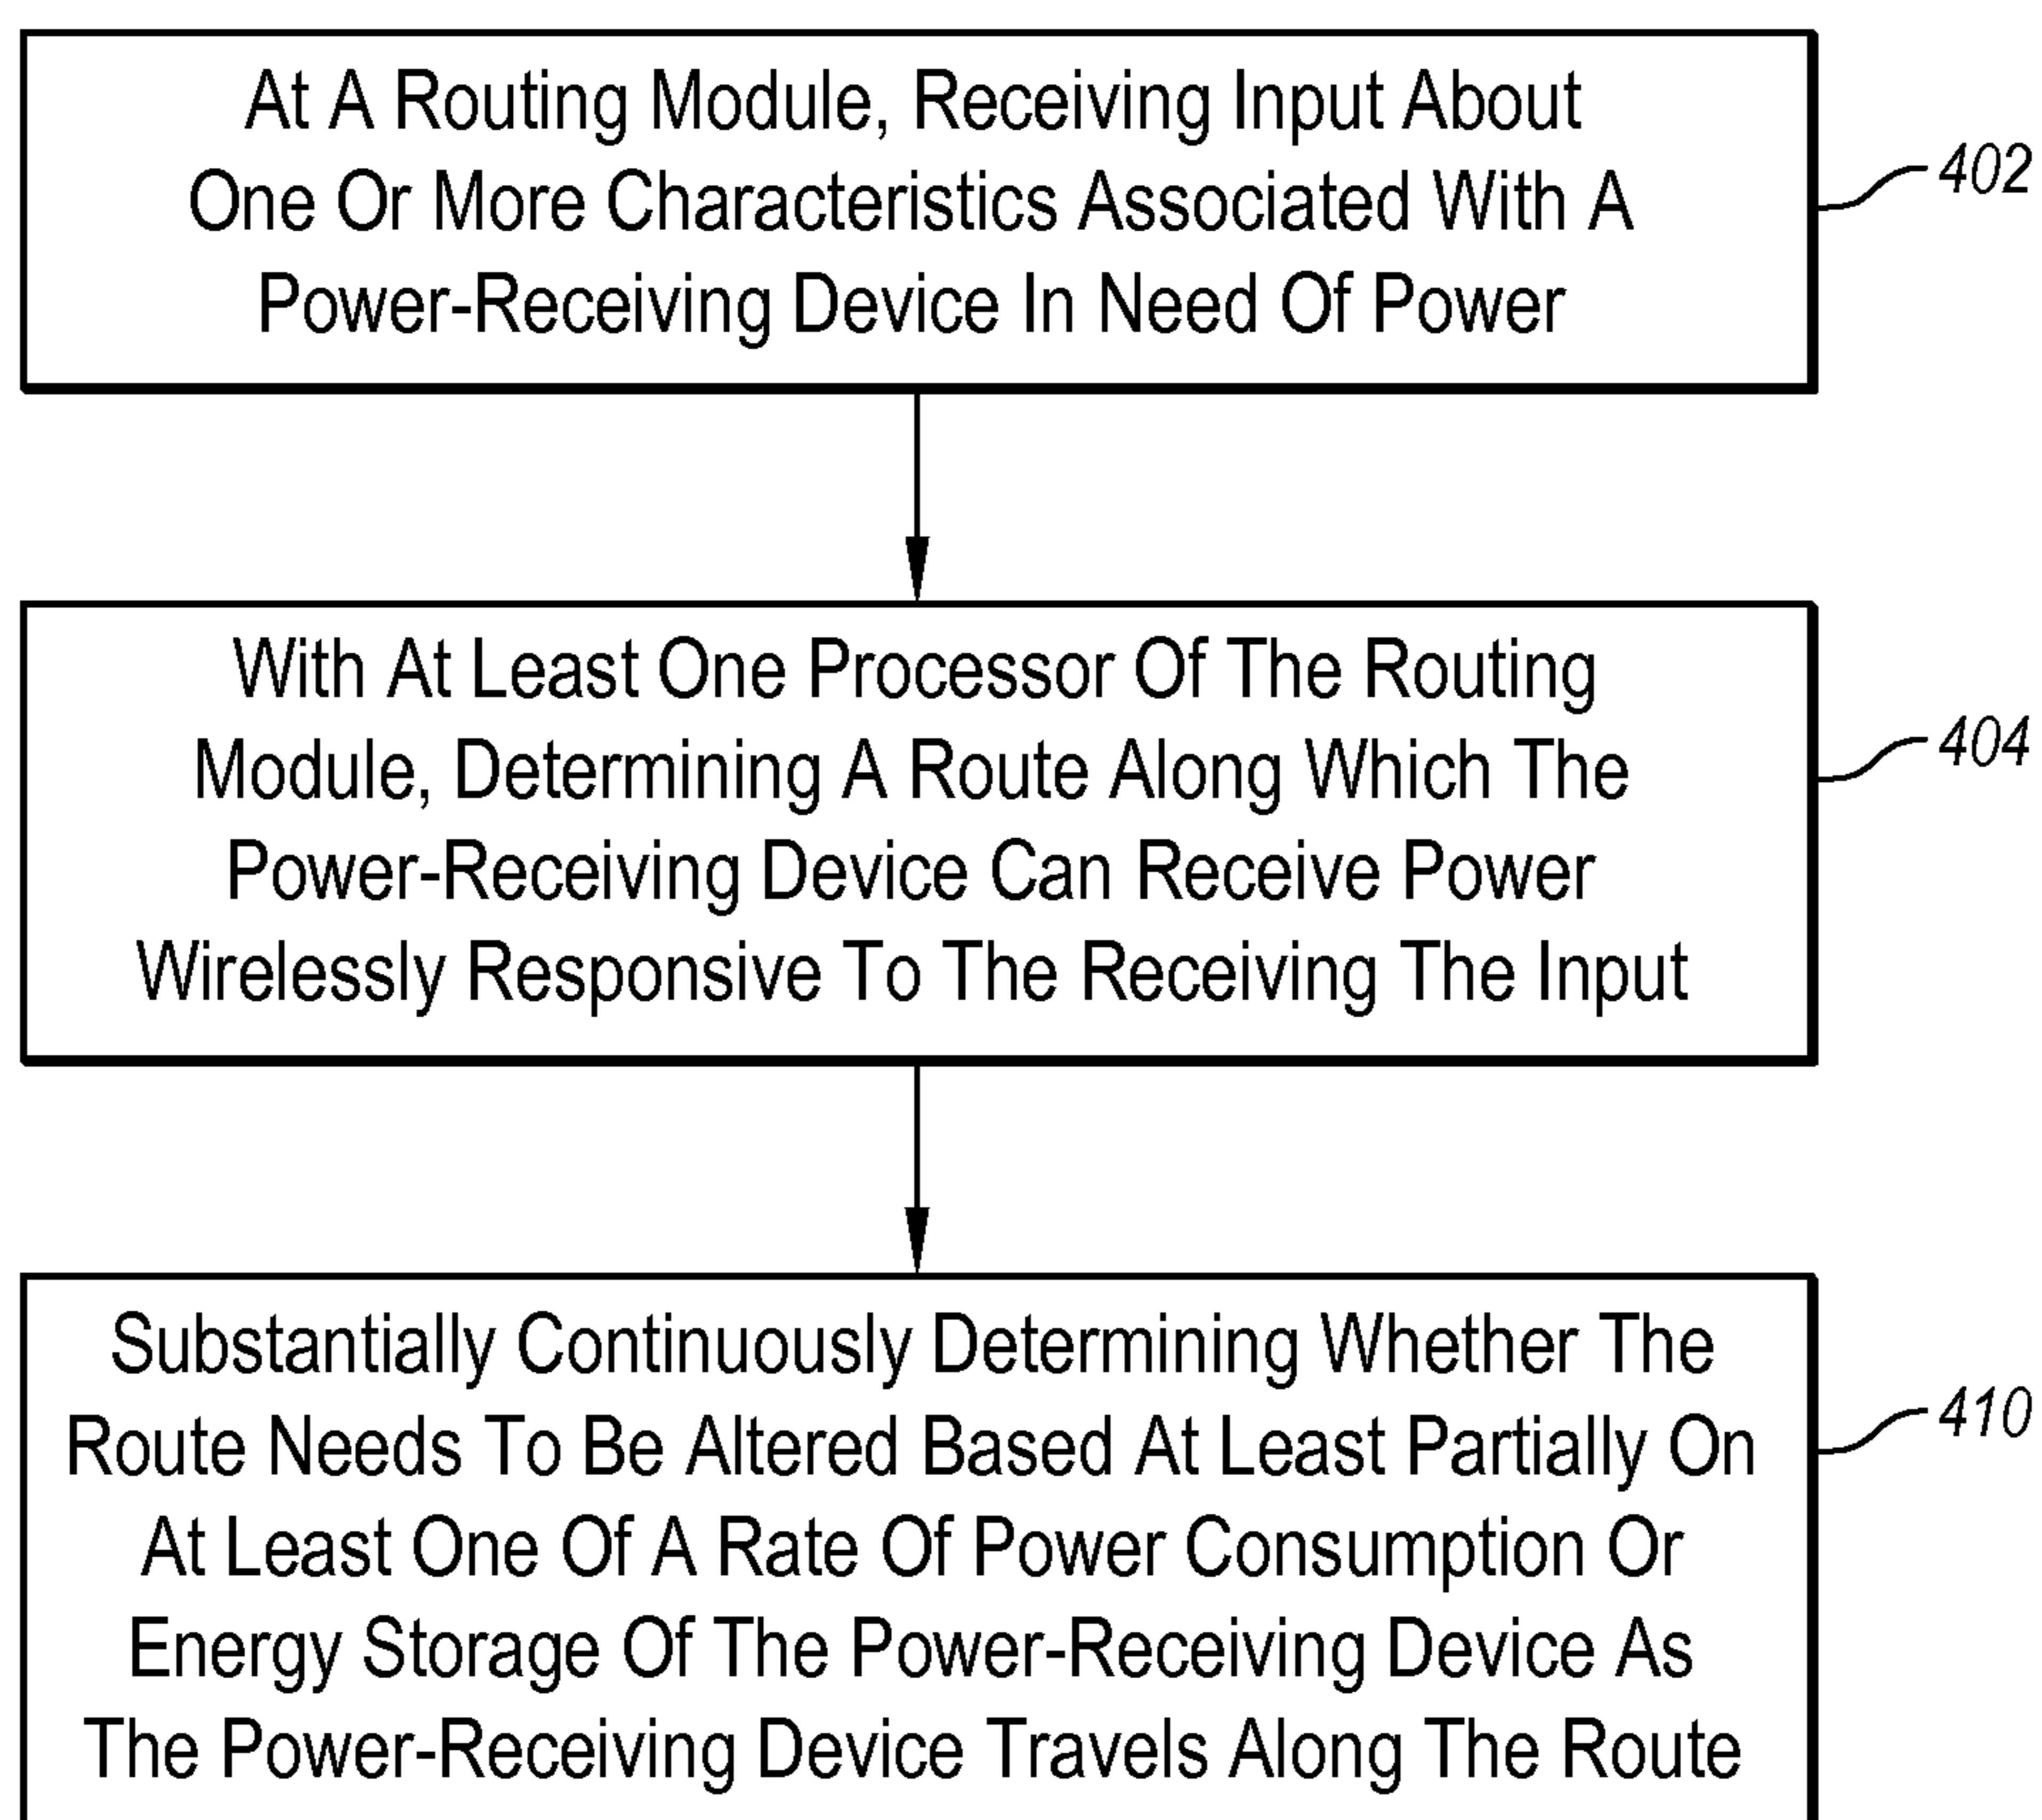 At A Routing Module, Receiving Input About
One Or More Characteristics Associated With A
Power-Receiving Device In Need Of Power
402
With At Least One Processor Of The Routing
Module, Determining A Route Along Which The
Power-Receiving Device Can Receive Power
Wirelessly Responsive To The Receiving The Input
404
Substantially Continuously Determining Whether The
Route Needs To Be Altered Based At Least Partially On
At Least One Of A Rate Of Power Consumption Or
Energy Storage Of The Power-Receiving Device As
The Power-Receiving Device Travels Along The Route
410